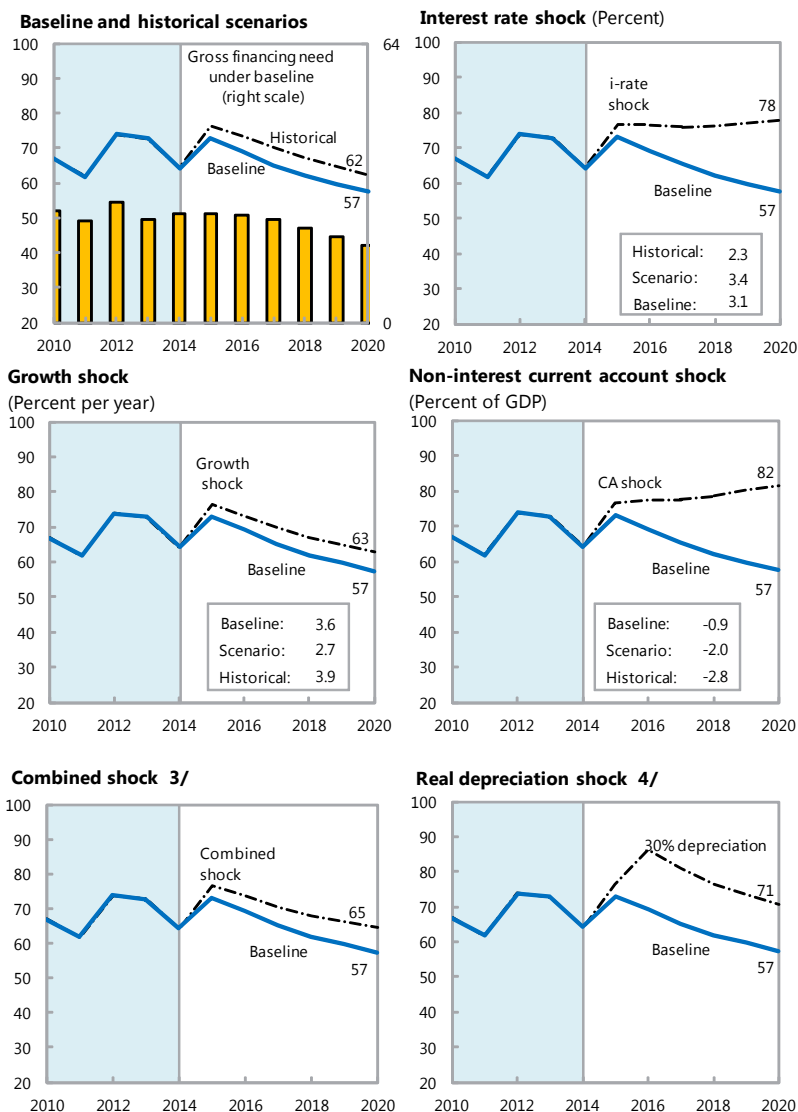 Baseline and historical scenarios
100
90
80
70
60
50
40
30
20
64
0
Gross financing need
under baseline
(right scale)
Historical
Baseline
62
57
2010 2012 2014 2016 2018 2020
Interest rate shock (Percent)
100
90
80
70
60
50
40
30
20
i-rate
shock
78
Baseline
57
Historical: 2.3
Scenario: 3.4
Baseline: 3.1
2010 2012 2014 2016 2018 2020
Growth shock
(Percent per year)
100
90
80
70
60
50
40
30
20
Growth
shock
63
Baseline
57
Baseline: 3.6
Scenario: 2.7
Historical: 3.9
2010 2012 2014 2016 2018 2020
Non-interest current account shock
(Percent of GDP)
100
90
80
70
60
50
40
30
20
CA shock
82
Baseline
57
Baseline: -0.9
Scenario: -2.0
Historical: -2.8
2010 2012 2014 2016 2018 2020
Combined shock 3/
100
90
80
70
60
50
40
30
20
Combined
shock
65
Baseline
57
2010 2012 2014 2016 2018 2020
Real depreciation shock 4/
100
90
80
70
60
50
40
30
20
30% depreciation
71
Baseline
57
2010 2012 2014 2016 2018 2020